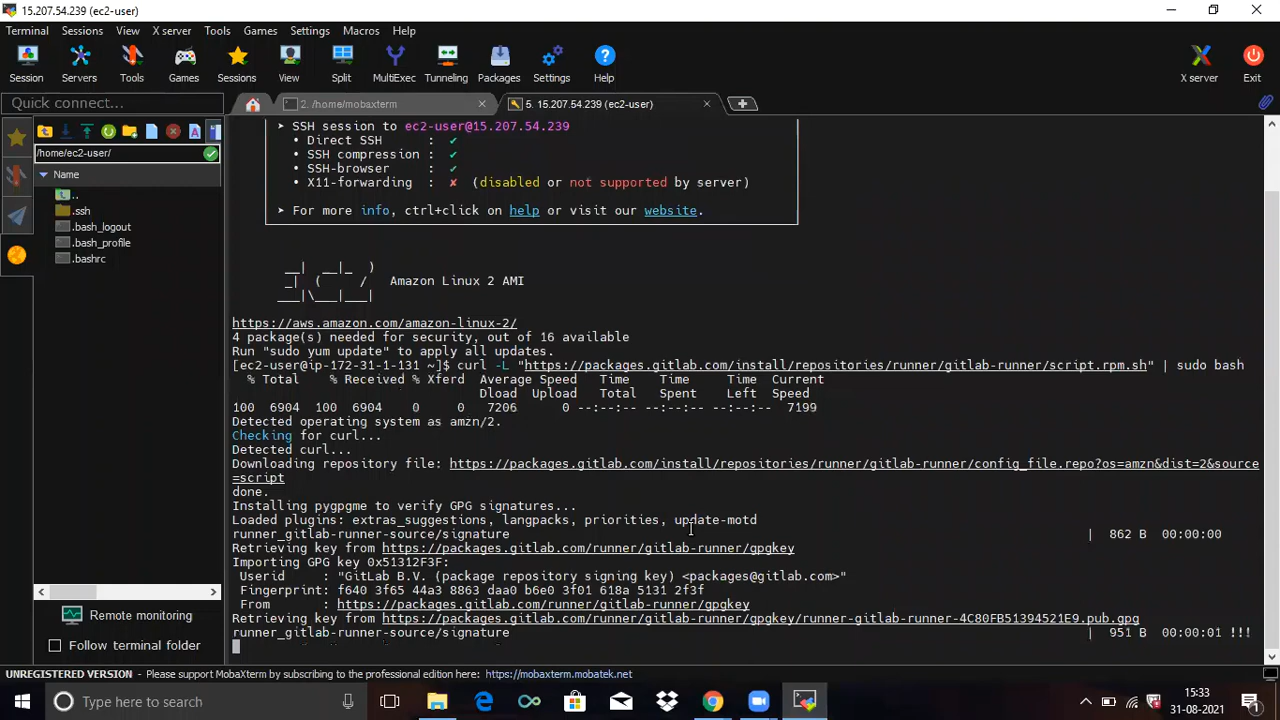 15.207.54.239 (ec2-user)
Terminal Sessions View X server Tools Games Settings Macros Help
Session Servers Tools Games Sessions View Split MultiExec Tunneling Packages Settings Help X server Exit
Quick connect...
2. /home/mobaxterm
5. 15.207.54.239 (ec2-user)
/home/ec2-user/
Name
..
.ssh
.bash_logout
.bash_profile
.bashrc
Remote monitoring
Follow terminal folder
➤ SSH session to ec2-user@15.207.54.239
• Direct SSH : ✔
• SSH compression : ✔
• SSH-browser : ✔
• X11-forwarding : ✘ (disabled or not supported by server)
➤ For more info, ctrl+click on help or visit our website.
__| __|_ )
_| ( / Amazon Linux 2 AMI
___|\___|___|
https://aws.amazon.com/amazon-linux-2/
4 package(s) needed for security, out of 16 available
Run "sudo yum update" to apply all updates.
[ec2-user@ip-172-31-1-131 ~]$ curl -L "https://packages.gitlab.com/install/repositories/runner/gitlab-runner/script.rpm.sh" | sudo bash
% Total % Received % Xferd Average Speed Time Time Time Current
Dload Upload Total Spent Left Speed
100 6904 100 6904 0 0 7206 0 --:--:-- --:--:-- --:--:-- 7199
Detected operating system as amzn/2.
Checking for curl...
Detected curl...
Downloading repository file: https://packages.gitlab.com/install/repositories/runner/gitlab-runner/config_file.repo?os=amzn&dist=2&source
=script
done.
Installing pygpgme to verify GPG signatures...
Loaded plugins: extras_suggestions, langpacks, priorities, update-motd
runner_gitlab-runner-source/signature | 862 B 00:00:00
Retrieving key from https://packages.gitlab.com/runner/gitlab-runner/gpgkey
Importing GPG key 0x51312F3F:
Userid : "GitLab B.V. (package repository signing key) <packages@gitlab.com>"
Fingerprint: f640 3f65 44a3 8863 daa0 b6e0 3f01 618a 5131 2f3f
From : https://packages.gitlab.com/runner/gitlab-runner/gpgkey
Retrieving key from https://packages.gitlab.com/runner/gitlab-runner/gpgkey/runner-gitlab-runner-4C80FB51394521E9.pub.gpg
runner_gitlab-runner-source/signature | 951 B 00:00:01 !!!
UNREGISTERED VERSION - Please support MobaXterm by subscribing to the professional edition here: https://mobaxterm.mobatek.net
Type here to search
15:33
31-08-2021
1